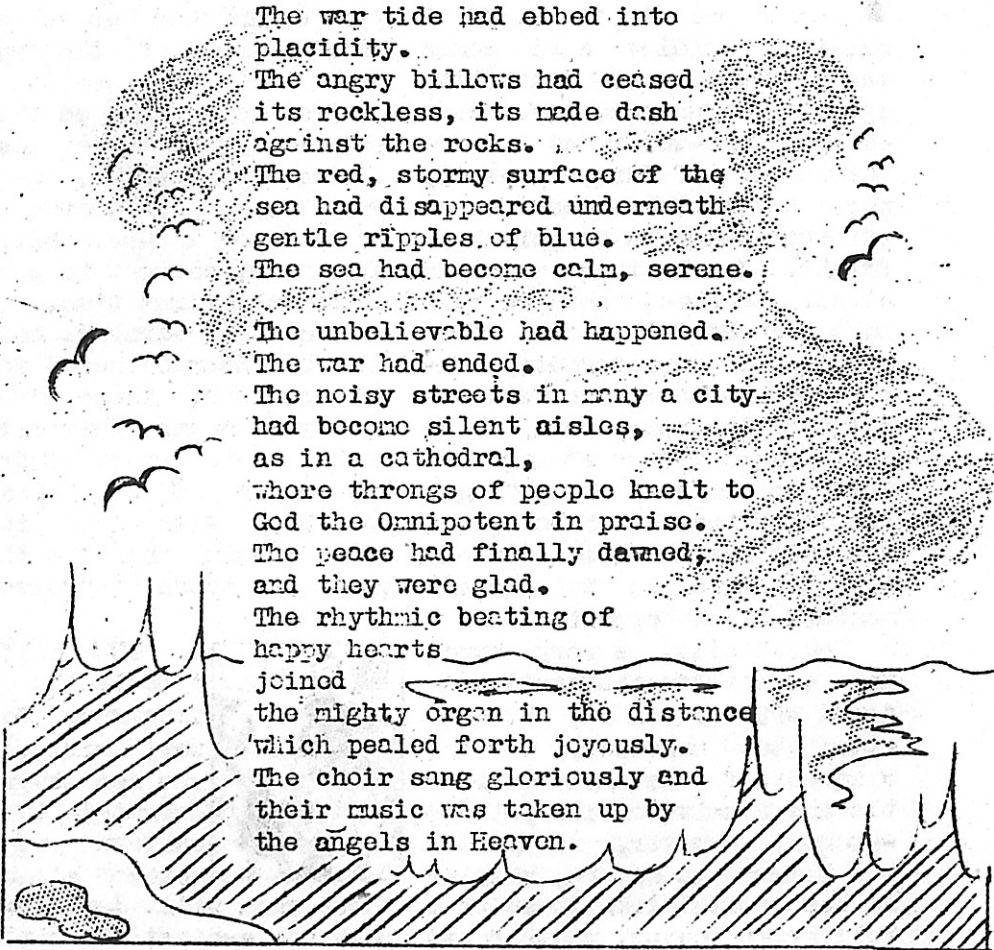 The war tide had ebbed into
placidity.
The angry billows had ceased
its reckless, its made dash
against the rocks.
The red, stormy surface of the
sea had disappeared underneath
gentle ripples of blue.
The sea had become calm, serene.
The unbelievable had happened.
The war had ended.
The noisy streets in many a city
had become silent aisles,
as in a cathedral,
where throngs of people knelt to
God the Omnipotent in praise.
The peace had finally dawned,
and they were glad.
The rhythmic beating of
happy hearts
joined
the mighty organ in the distance
which pealed forth joyously.
The choir sang gloriously and
their music was taken up by
the angels in Heaven.